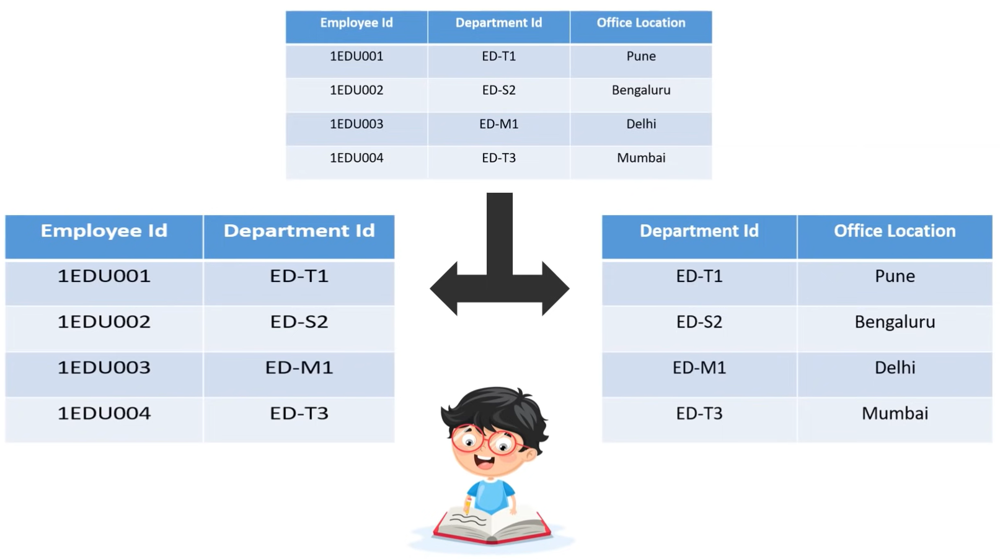 Employee Id Department Id Office Location
1EDU001 ED-T1 Pune
1EDU002 ED-S2 Bengaluru
1EDU003 ED-M1 Delhi
1EDU004 ED-T3 Mumbai
Employee Id Department Id
1EDU001 ED-T1
1EDU002 ED-S2
1EDU003 ED-M1
1EDU004 ED-T3
Department Id Office Location
ED-T1 Pune
ED-S2 Bengaluru
ED-M1 Delhi
ED-T3 Mumbai